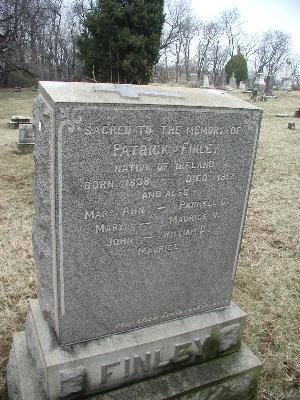 SACRED TO THE MEMORY OF
PATRICK FINLEY
NATIVE OF IRELAND
BORN 1838 DIED 1912
AND ALSO
MARY ANN — PARNELL C.
MARY — MAURICE V.
JOHN — WILLIAM P.
MAURICE
FINLEY